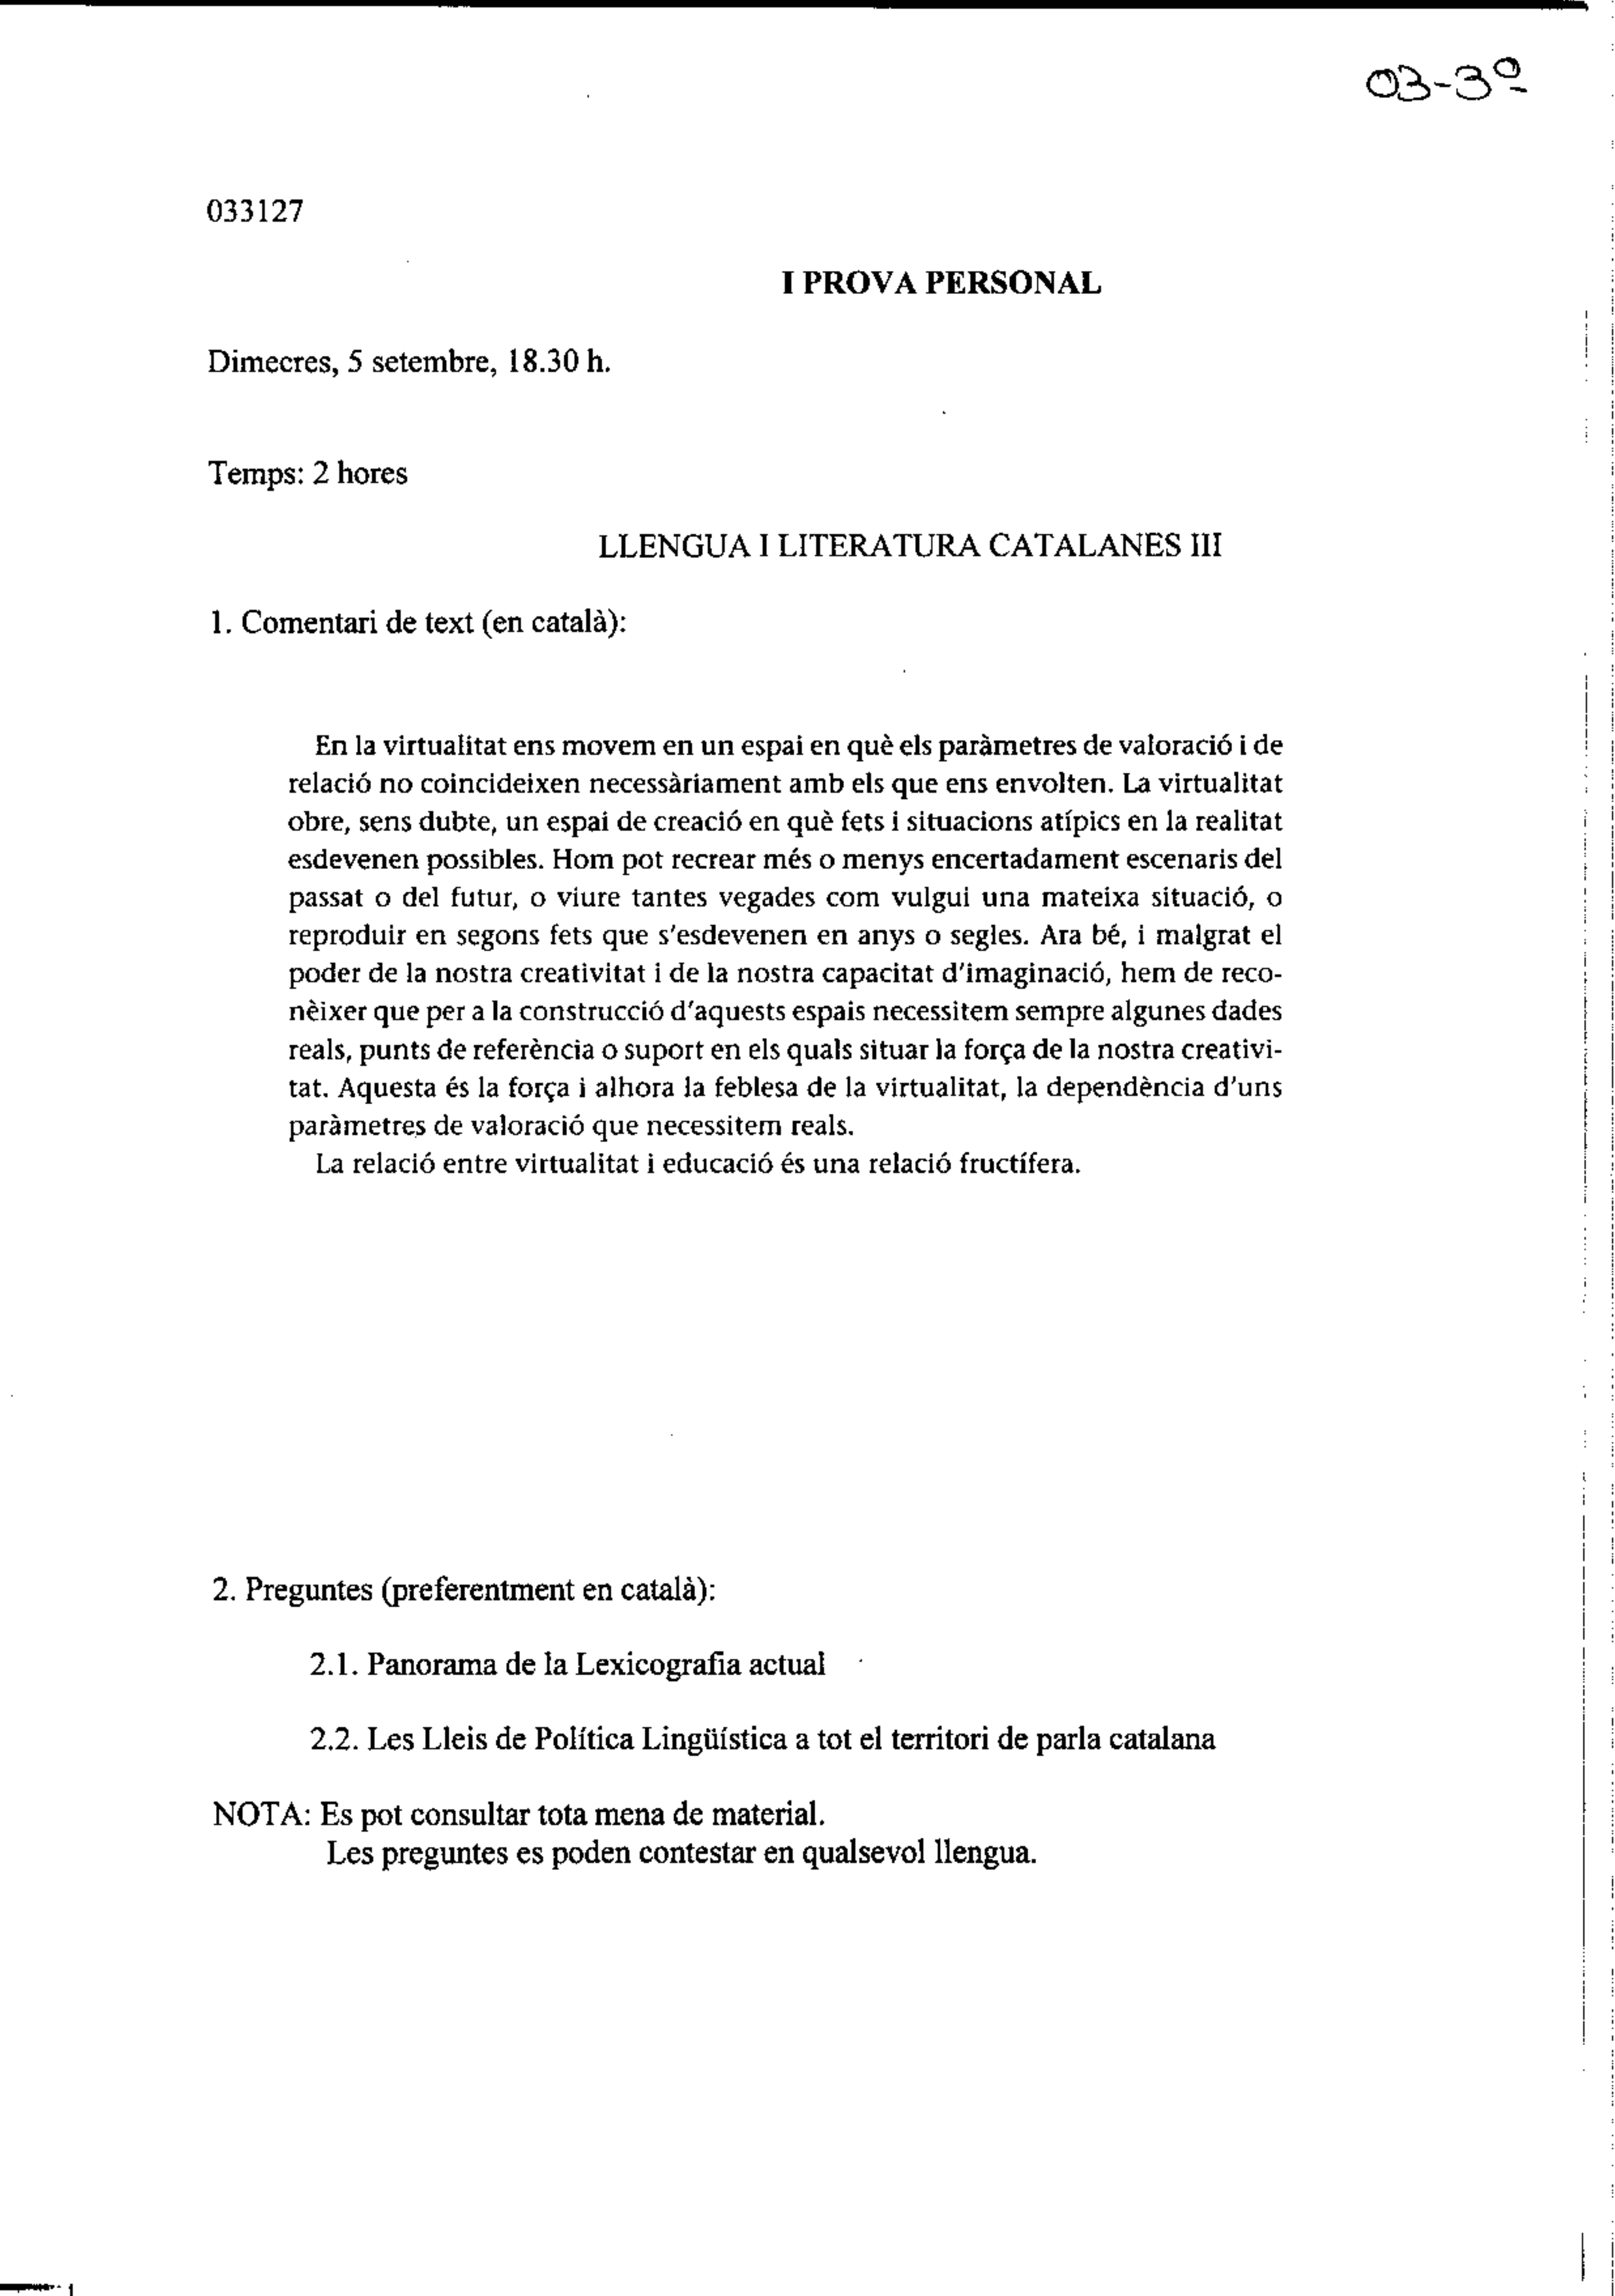 03-3º
033127
I PROVA PERSONAL
Dimecres, 5 setembre, 18.30 h.
Temps: 2 hores
LLENGUA I LITERATURA CATALANES III
1. Comentari de text (en català):
En la virtualitat ens movem en un espai en què els paràmetres de valoració i de
relació no coincideixen necessàriament amb els que ens envolten. La virtualitat
obre, sens dubte, un espai de creació en què fets i situacions atípics en la realitat
esdevenen possibles. Hom pot recrear més o menys encertadament escenaris del
passat o del futur, o viure tantes vegades com vulgui una mateixa situació, o
reproduir en segons fets que s'esdevenen en anys o segles. Ara bé, i malgrat el
poder de la nostra creativitat i de la nostra capacitat d'imaginació, hem de reco-
nèixer que per a la construcció d'aquests espais necessitem sempre algunes dades
reals, punts de referència o suport en els quals situar la força de la nostra creativi-
tat. Aquesta és la força i alhora la feblesa de la virtualitat, la dependència d'uns
paràmetres de valoració que necessitem reals.
La relació entre virtualitat i educació és una relació fructífera.
2. Preguntes (preferentment en català):
2.1. Panorama de la Lexicografia actual
2.2. Les Lleis de Política Lingüística a tot el territori de parla catalana
NOTA: Es pot consultar tota mena de material.
Les preguntes es poden contestar en qualsevol llengua.